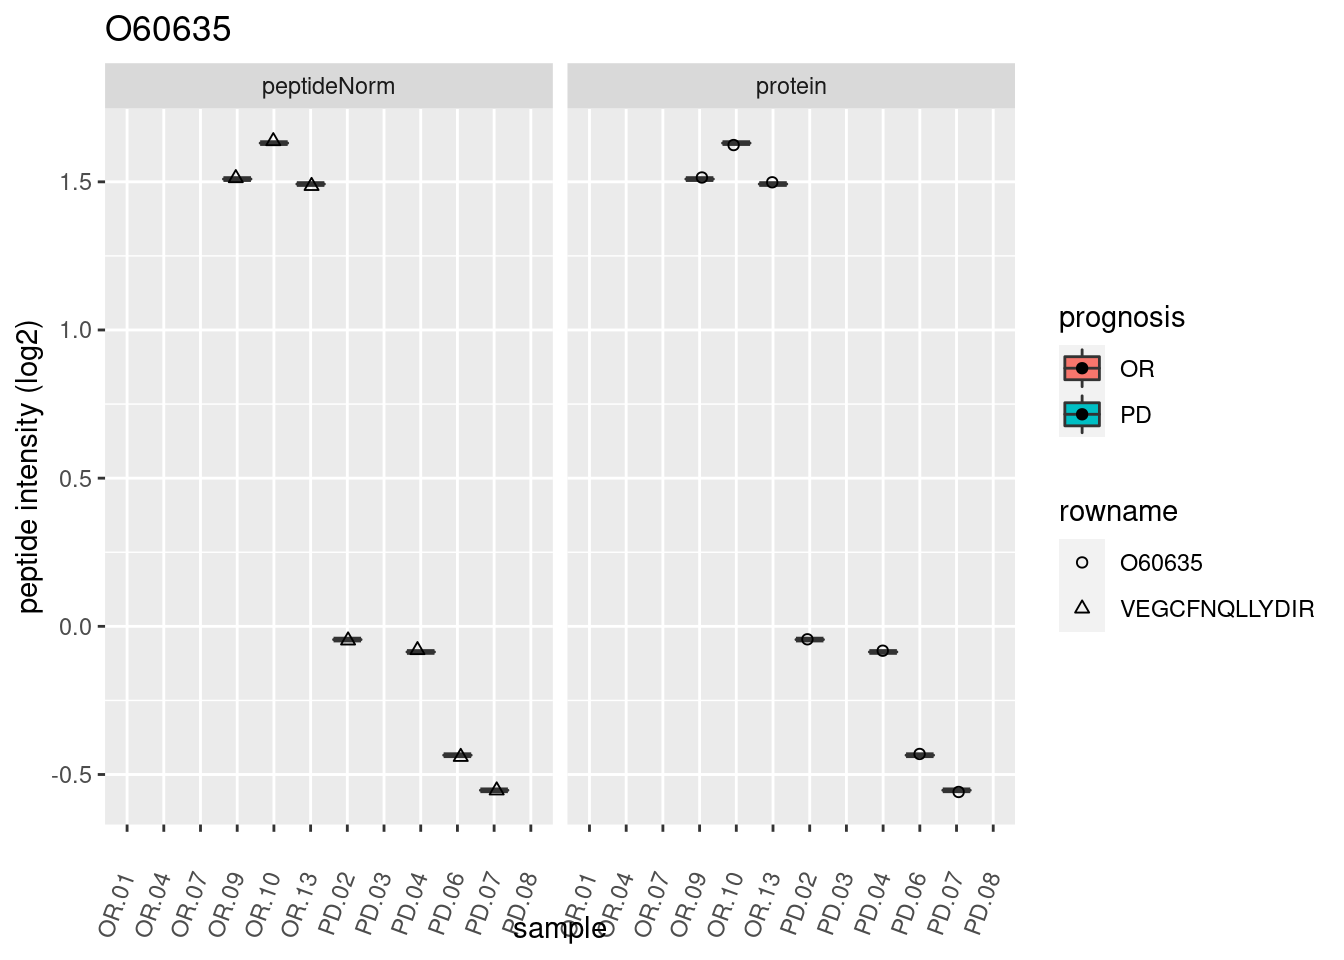 O60635
peptideNorm
protein
peptide intensity (log2)
1.5
1.0
0.5
0.0
-0.5
OR.01
OR.04
OR.07
OR.09
OR.10
OR.13
PD.02
PD.03
PD.04
PD.06
PD.07
PD.08
OR.01
OR.04
OR.07
OR.09
OR.10
OR.13
PD.02
PD.03
PD.04
PD.06
PD.07
PD.08
sample
prognosis
OR
PD
rowname
O60635
VEGCFNQLLYDIR